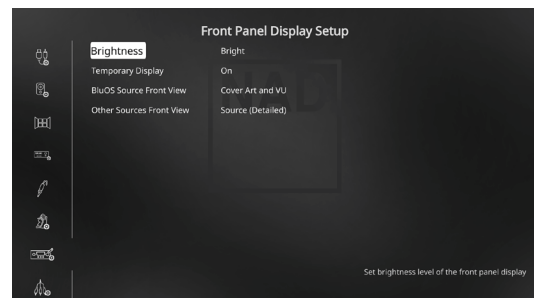 Front Panel Display Setup
Brightness Bright
Temporary Display On
BluOS Source Front View Cover Art and VU
Other Sources Front View Source (Detailed)
NAD
Set brightness level of the front panel display